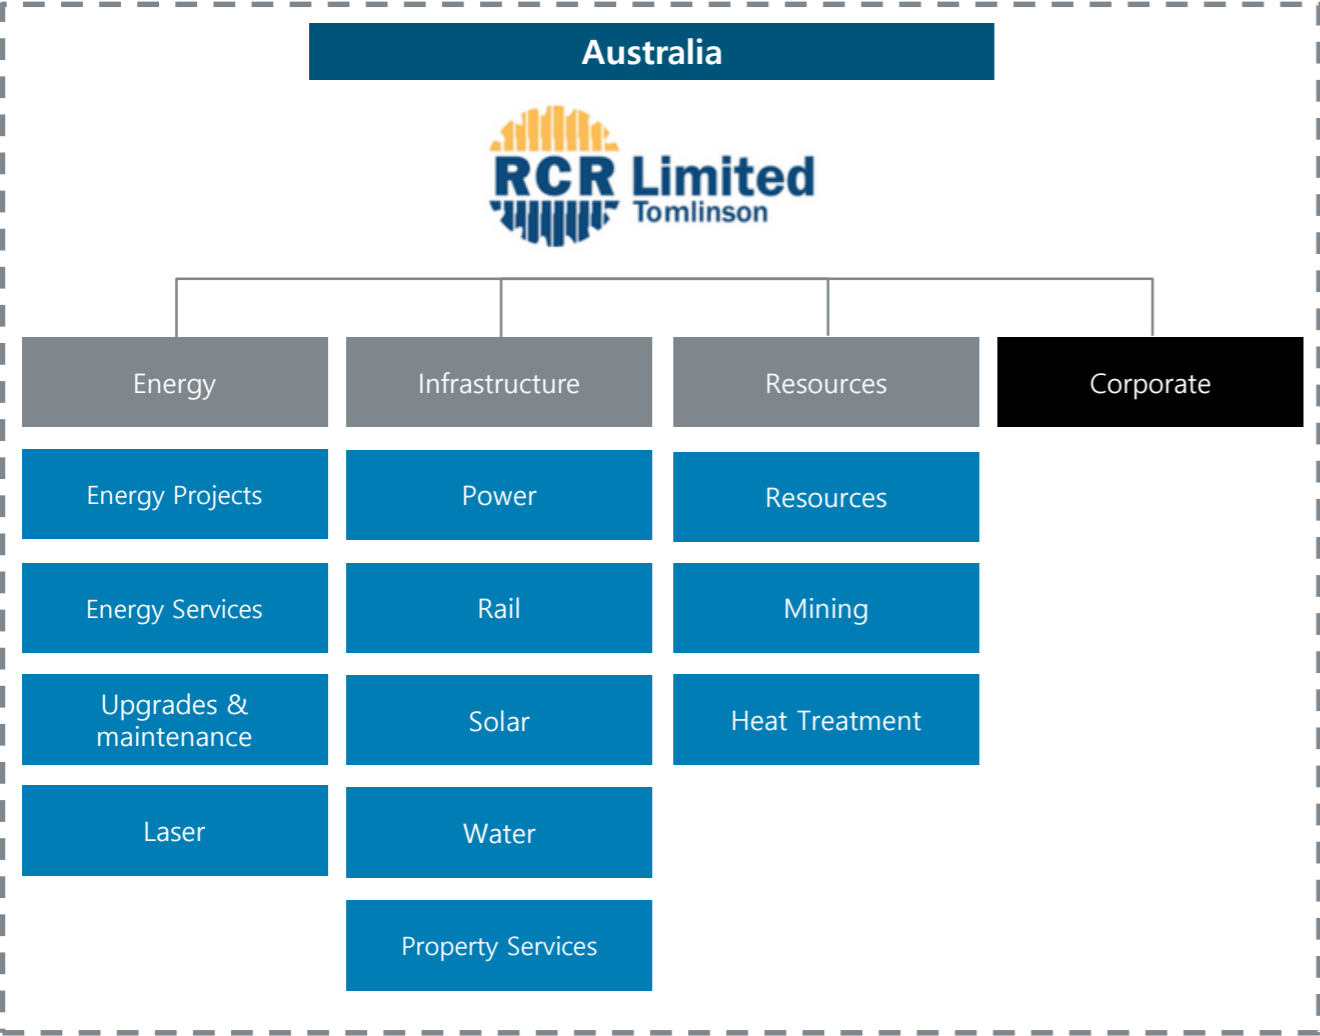 Australia
RCR Limited
Tomlinson
Energy
Infrastructure
Resources
Corporate
Energy Projects
Power
Resources
Energy Services
Rail
Mining
Upgrades &
maintenance
Solar
Heat Treatment
Laser
Water
Property Services